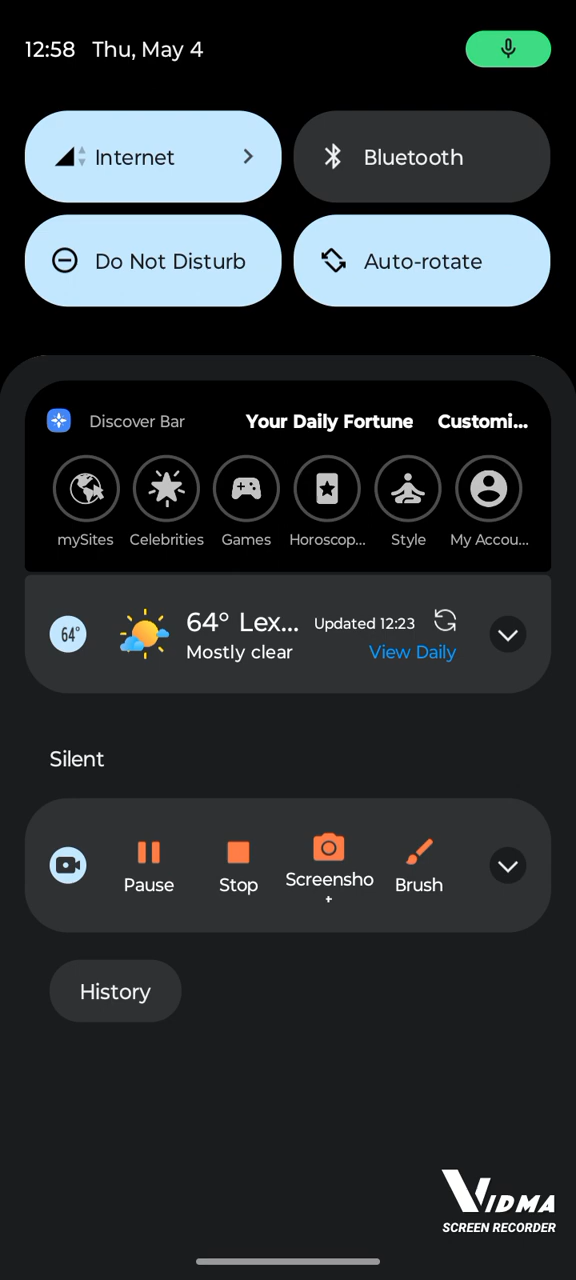 12:58 Thu, May 4
Internet
Bluetooth
Do Not Disturb
Auto-rotate
Discover Bar
Your Daily Fortune
Customi...
mySites
Celebrities
Games
Horoscop...
Style
My Accou...
64°
64° Lex...
Updated 12:23
Mostly clear
View Daily
Silent
Pause
Stop
Screensho
Brush
History
VIDMA
SCREEN RECORDER